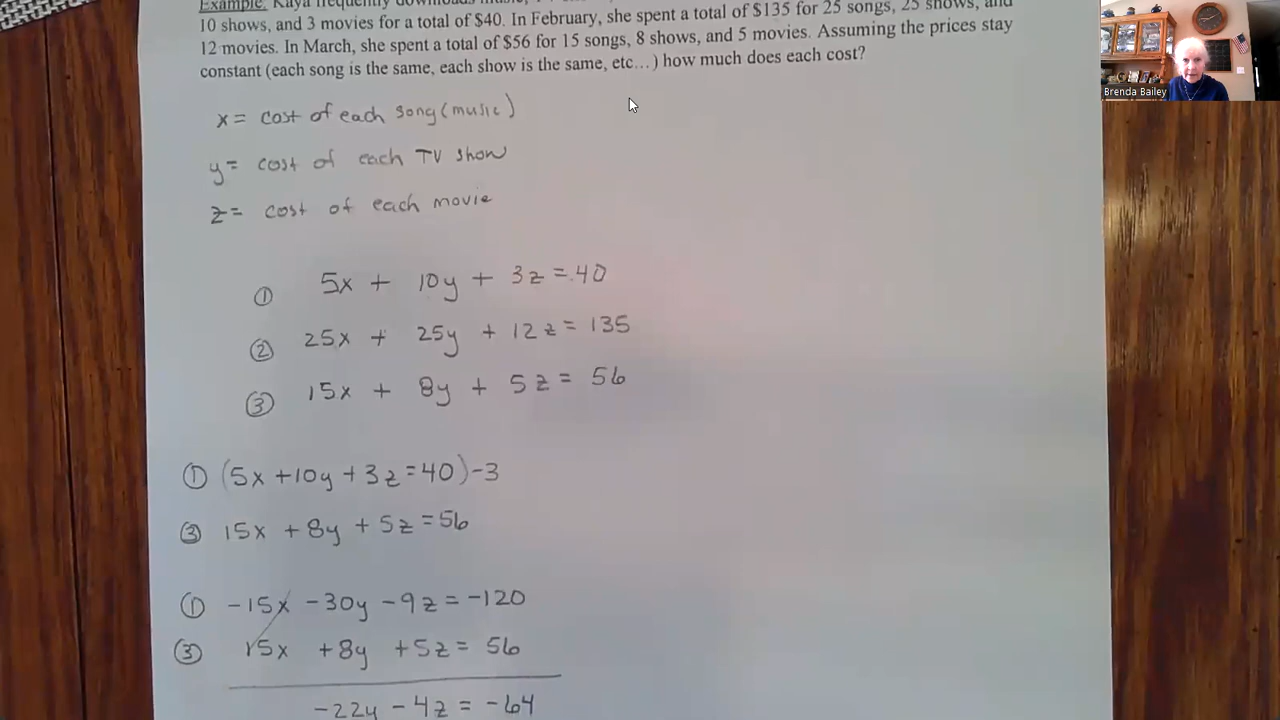 Example: Kaya frequently downloads music,
10 shows, and 3 movies for a total of $40. In February, she spent a total of $135 for 25 songs, 25 shows, and
12 movies. In March, she spent a total of $56 for 15 songs, 8 shows, and 5 movies. Assuming the prices stay
constant (each song is the same, each show is the same, etc…) how much does each cost?
Brenda Bailey
x = cost of each song (music)
y = cost of each TV show
z = cost of each movie
① 5x + 10y + 3z = 40
② 25x + 25y + 12z = 135
③ 15x + 8y + 5z = 56
① (5x + 10y + 3z = 40) -3
③ 15x + 8y + 5z = 56
① -15x - 30y - 9z = -120
③ 15x + 8y + 5z = 56
-22y - 4z = -64